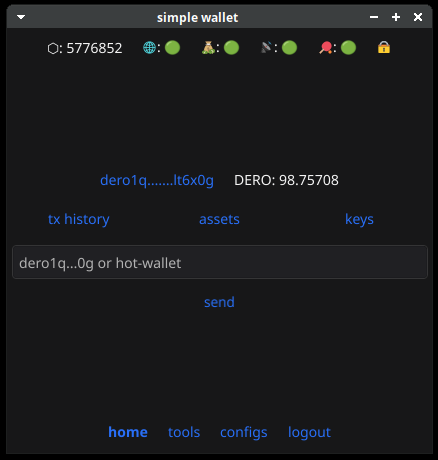 simple wallet
⬡: 5776852 🌐: 🟢 💰: 🟢 📡: 🟢 🏓: 🟢 🔒
dero1q.......lt6x0g DERO: 98.75708
tx history assets keys
dero1q...0g or hot-wallet
send
home tools configs logout